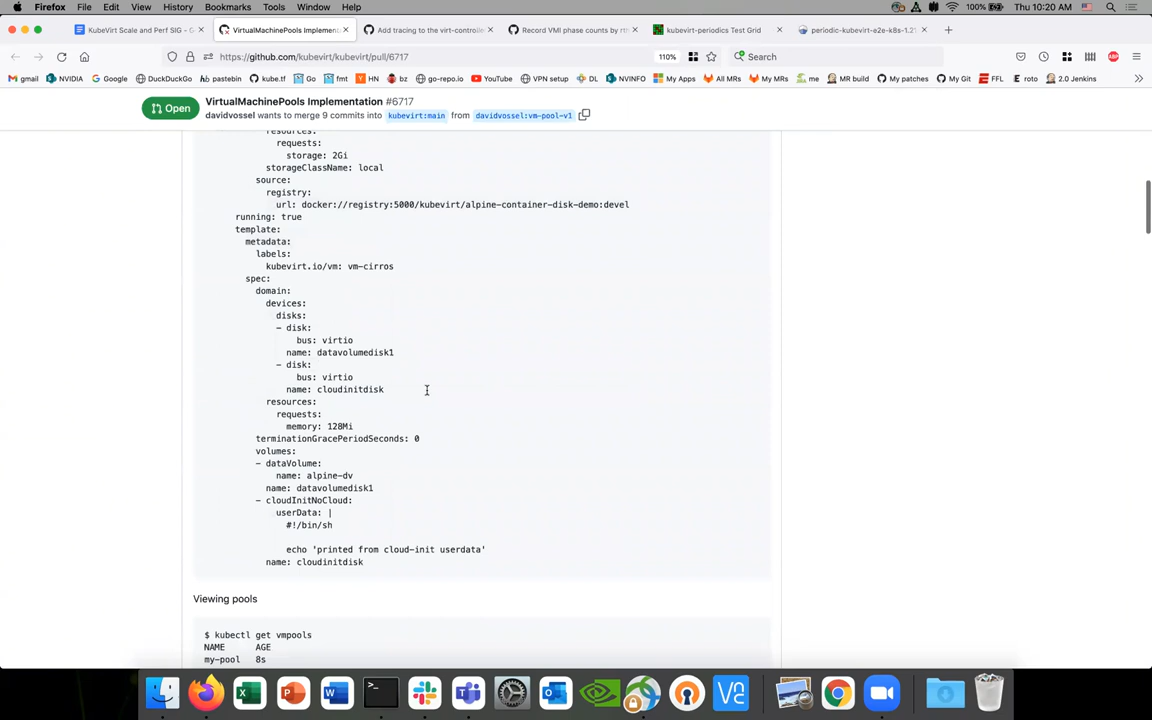 Firefox File Edit View History Bookmarks Tools Window Help 100% Thu 10:20 AM
KubeVirt Scale and Perf SIG - G
VirtualMachinePools Implement
Add tracing to the virt-controlle
Record VMI phase counts by rth
kubevirt-periodics Test Grid
periodic-kubevirt-e2e-k8s-1.21
https://github.com/kubevirt/kubevirt/pull/6717 110% Search
gmail NVIDIA Google DuckDuckGo pastebin kube.tf Go fmt HN bz go-repo.io YouTube VPN setup DL NVINFO My Apps All MRs My MRs me MR build My patches My Git FFL roto 2.0 Jenkins
Open
VirtualMachinePools Implementation #6717
davidvossel wants to merge 9 commits into kubevirt:main from davidvossel:vm-pool-v1
resources:
requests:
storage: 2Gi
storageClassName: local
source:
registry:
url: docker://registry:5000/kubevirt/alpine-container-disk-demo:devel
running: true
template:
metadata:
labels:
kubevirt.io/vm: vm-cirros
spec:
domain:
devices:
disks:
- disk:
bus: virtio
name: datavolumedisk1
- disk:
bus: virtio
name: cloudinitdisk
resources:
requests:
memory: 128Mi
terminationGracePeriodSeconds: 0
volumes:
- dataVolume:
name: alpine-dv
name: datavolumedisk1
- cloudInitNoCloud:
userData: |
#!/bin/sh
echo 'printed from cloud-init userdata'
name: cloudinitdisk
Viewing pools
$ kubectl get vmpools
NAME AGE
my-pool 8s